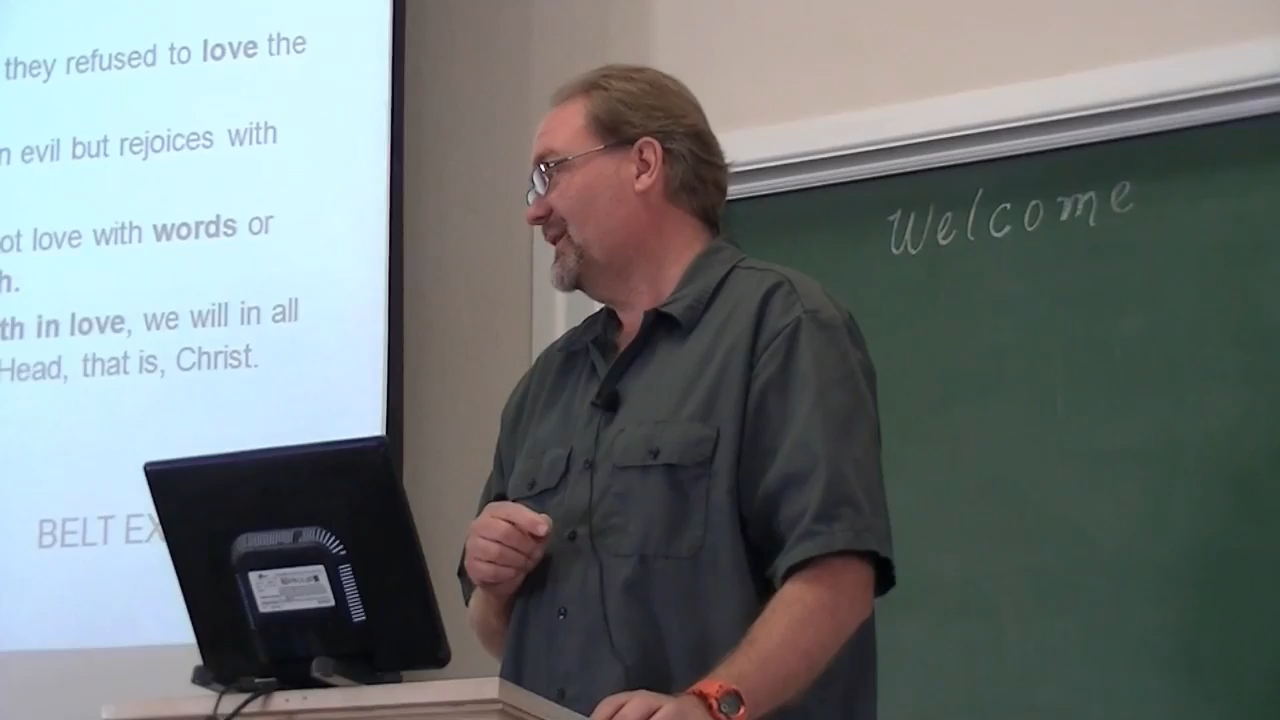 they refused to love the
n evil but rejoices with
ot love with words or
h.
th in love, we will in all
Head, that is, Christ.
BELT EX
Welcome